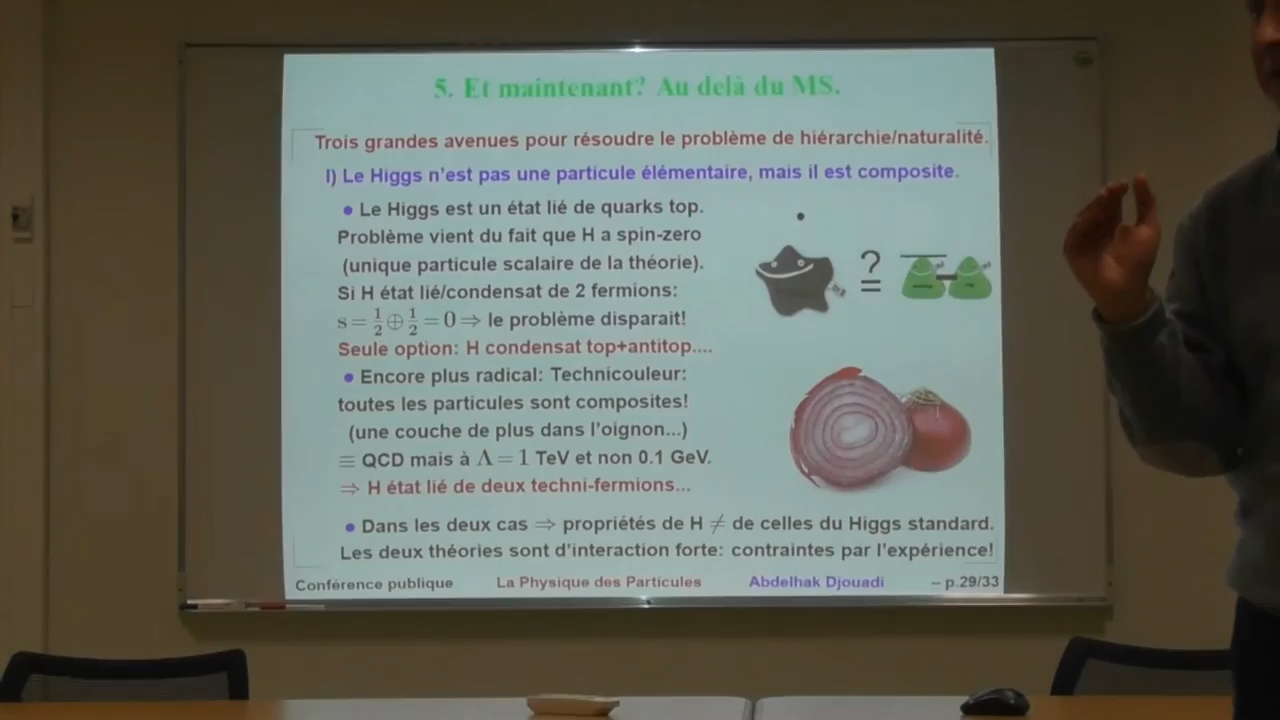 5. Et maintenant? Au delà du MS.
Trois grandes avenues pour résoudre le problème de hiérarchie/naturalité.
I) Le Higgs n'est pas une particule élémentaire, mais il est composite.
• Le Higgs est un état lié de quarks top.
Problème vient du fait que H a spin-zero
(unique particule scalaire de la théorie).
Si H état lié/condensat de 2 fermions:
s = 1/2 ⊕ 1/2 = 0 ⇒ le problème disparait!
Seule option: H condensat top+antitop....
• Encore plus radical: Technicouleur:
toutes les particules sont composites!
(une couche de plus dans l'oignon...)
≡ QCD mais à Λ = 1 TeV et non 0.1 GeV.
⇒ H état lié de deux techni-fermions...
? =
• Dans les deux cas ⇒ propriétés de H ≠ de celles du Higgs standard.
Les deux théories sont d'interaction forte: contraintes par l'expérience!
Conférence publique La Physique des Particules Abdelhak Djouadi – p.29/33